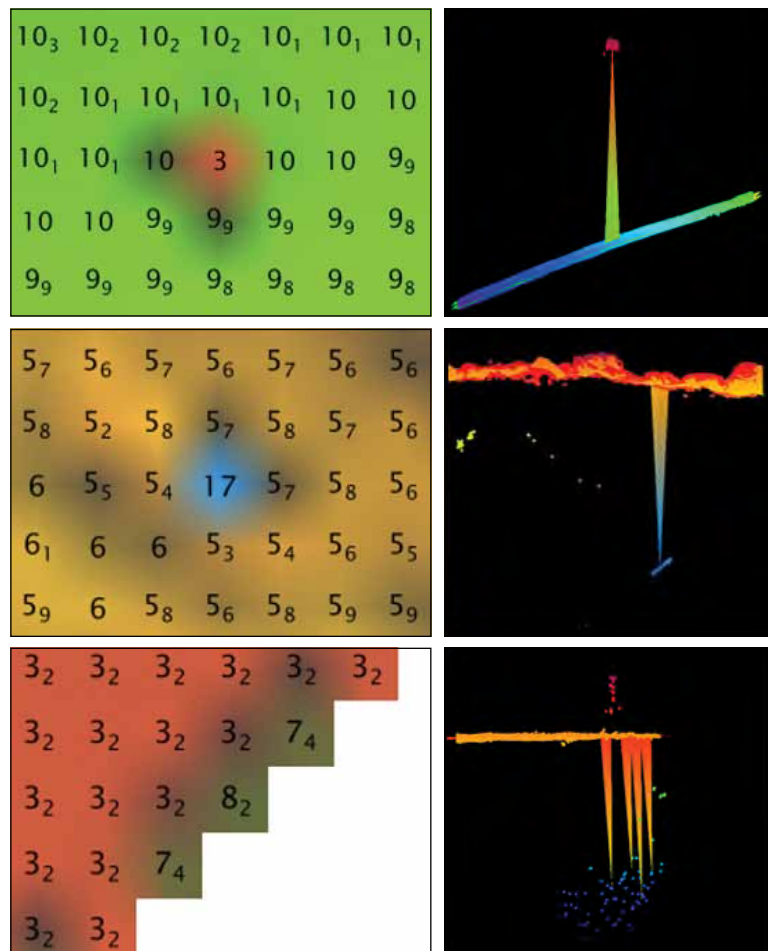 10₃ 10₂ 10₂ 10₂ 10₁ 10₁ 10₁
10₂ 10₁ 10₁ 10₁ 10₁ 10 10
10₁ 10₁ 10 3 10 10 9₉
10 10 9₉ 9₉ 9₉ 9₉ 9₈
9₉ 9₉ 9₉ 9₈ 9₈ 9₈ 9₈
5₇ 5₆ 5₇ 5₆ 5₇ 5₆ 5₆
5₈ 5₂ 5₈ 5₇ 5₈ 5₇ 5₆
6 5₅ 5₄ 17 5₇ 5₈ 5₆
6₁ 6 6 5₃ 5₄ 5₆ 5₅
5₉ 6 5₈ 5₆ 5₈ 5₉ 5₉
3₂ 3₂ 3₂ 3₂ 3₂ 3₂
3₂ 3₂ 3₂ 3₂ 7₄
3₂ 3₂ 3₂ 8₂
3₂ 3₂ 7₄
3₂ 3₂